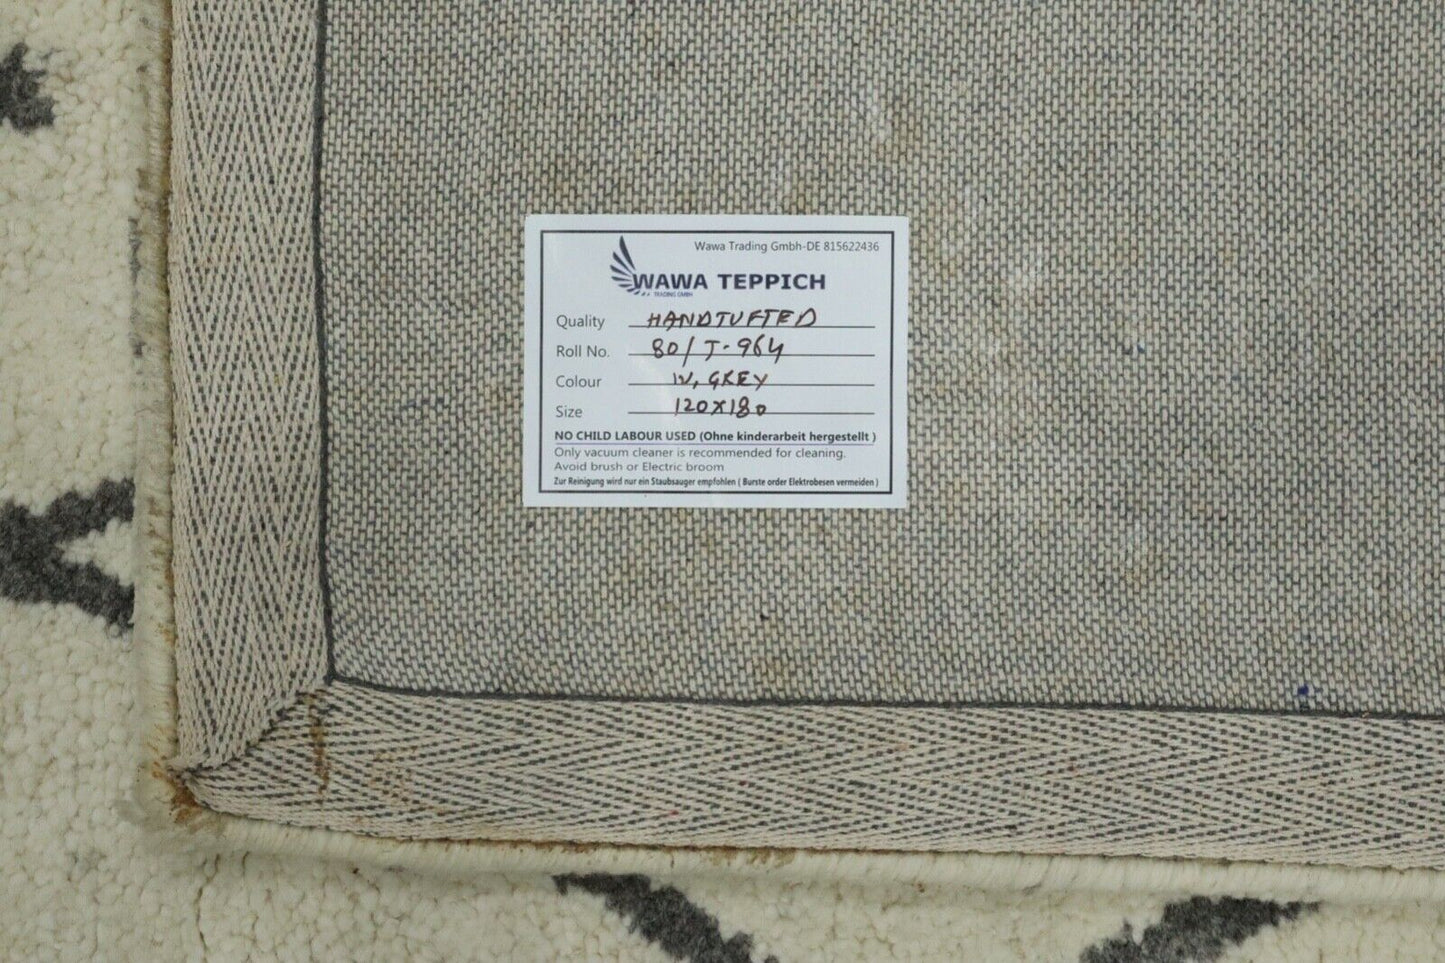 Wawa Trading Gmbh-DE 815622436
WAWA TEPPICH
TRADING GMBH
Quality HANDTUFTED
Roll No. 80/J-964
Colour IV, GREY
Size 120x180
NO CHILD LABOUR USED (Ohne kinderarbeit hergestellt )
Only vacuum cleaner is recommended for cleaning.
Avoid brush or Electric broom
Zur Reinigung wird nur ein Staubsauger empfohlen ( Burste order Elektrobesen vermeiden )